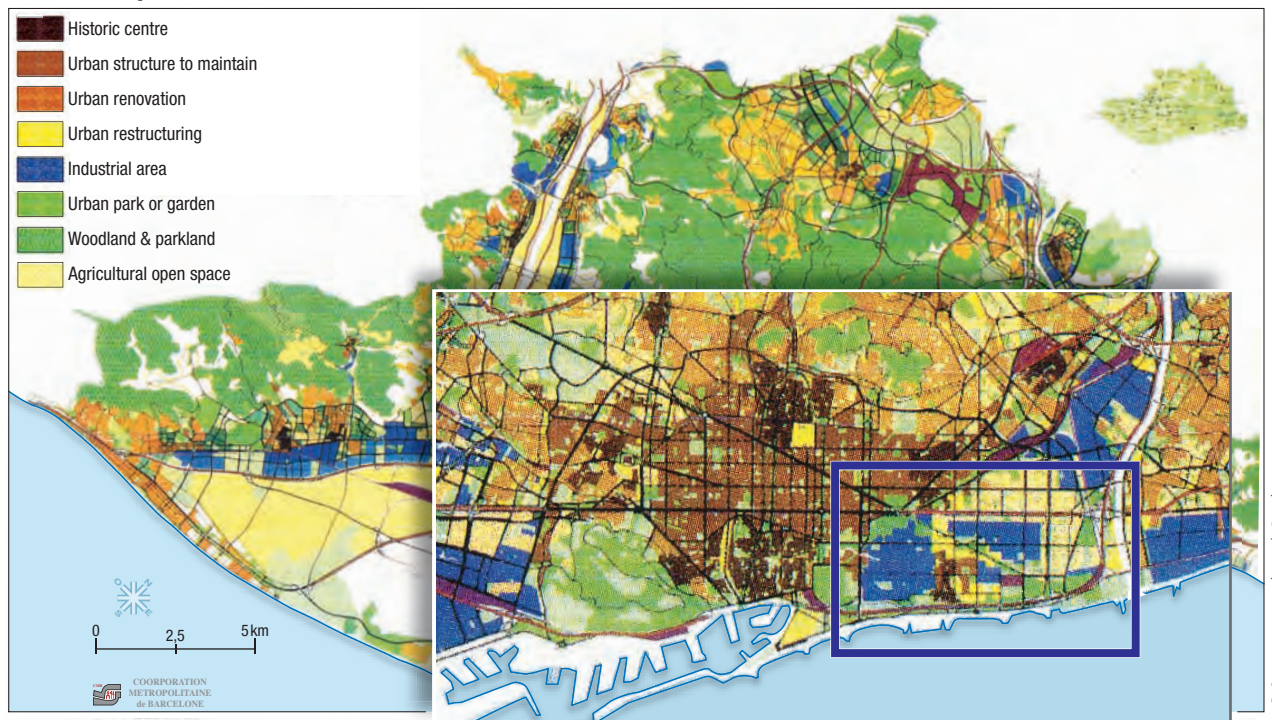 Historic centre
Urban structure to maintain
Urban renovation
Urban restructuring
Industrial area
Urban park or garden
Woodland & parkland
Agricultural open space
0
2,5
5 km
COORPORATION
METROPOLITAINE
de BARCELONE